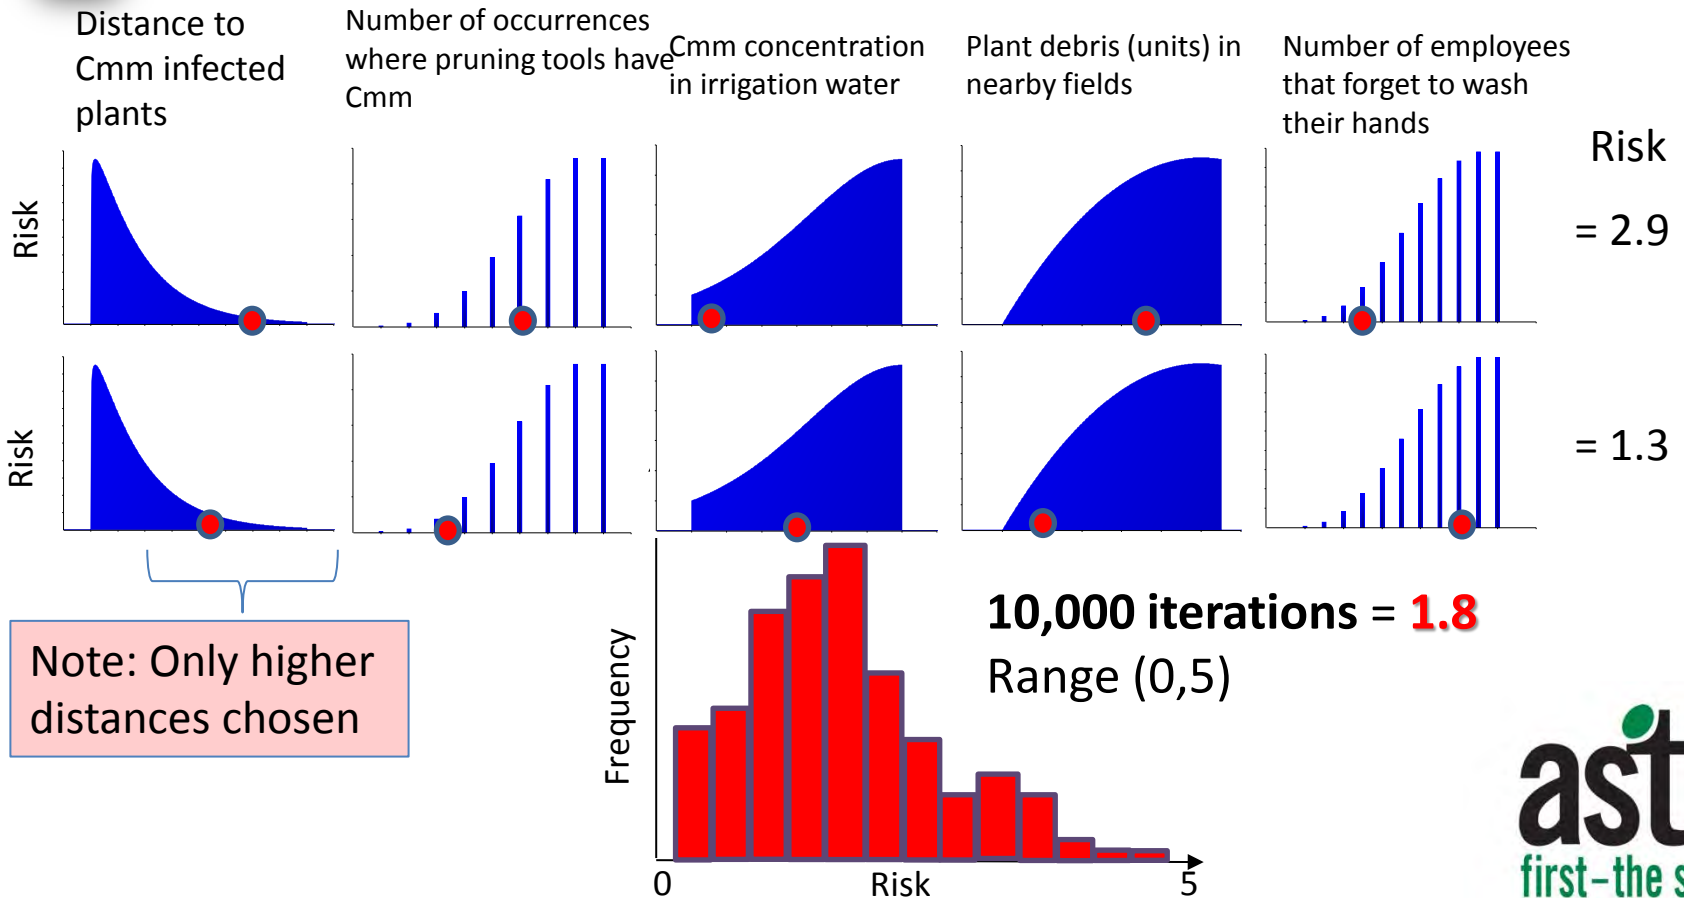 Distance to
Cmm infected
plants
Number of occurrences
where pruning tools have
Cmm
Cmm concentration
in irrigation water
Plant debris (units) in
nearby fields
Number of employees
that forget to wash
their hands
Risk
Risk
= 2.9
Risk
= 1.3
Note: Only higher
distances chosen
10,000 iterations = 1.8
Range (0,5)
Frequency
0
Risk
5
ast
first–the s